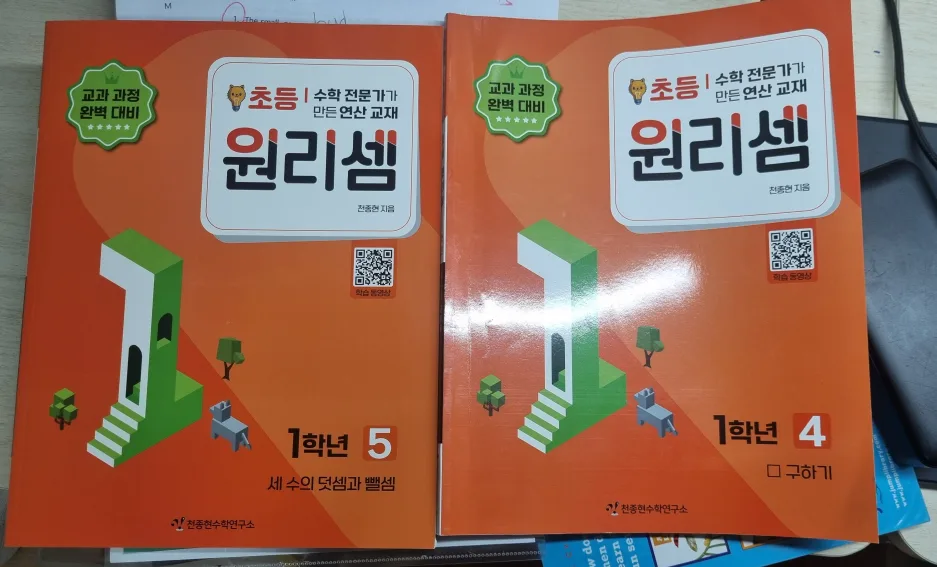 M
1. The small
교과 과정
완벽 대비
초등
수학 전문가가
만든 연산 교재
원리셈
천종현 지음
학습 동영상
1학년 5
세 수의 덧셈과 뺄셈
천종현수학연구소
교과 과정
완벽 대비
초등
수학 전문가가
만든 연산 교재
원리셈
천종현 지음
학습 동영상
1학년 4
□ 구하기
천종현수학연구소